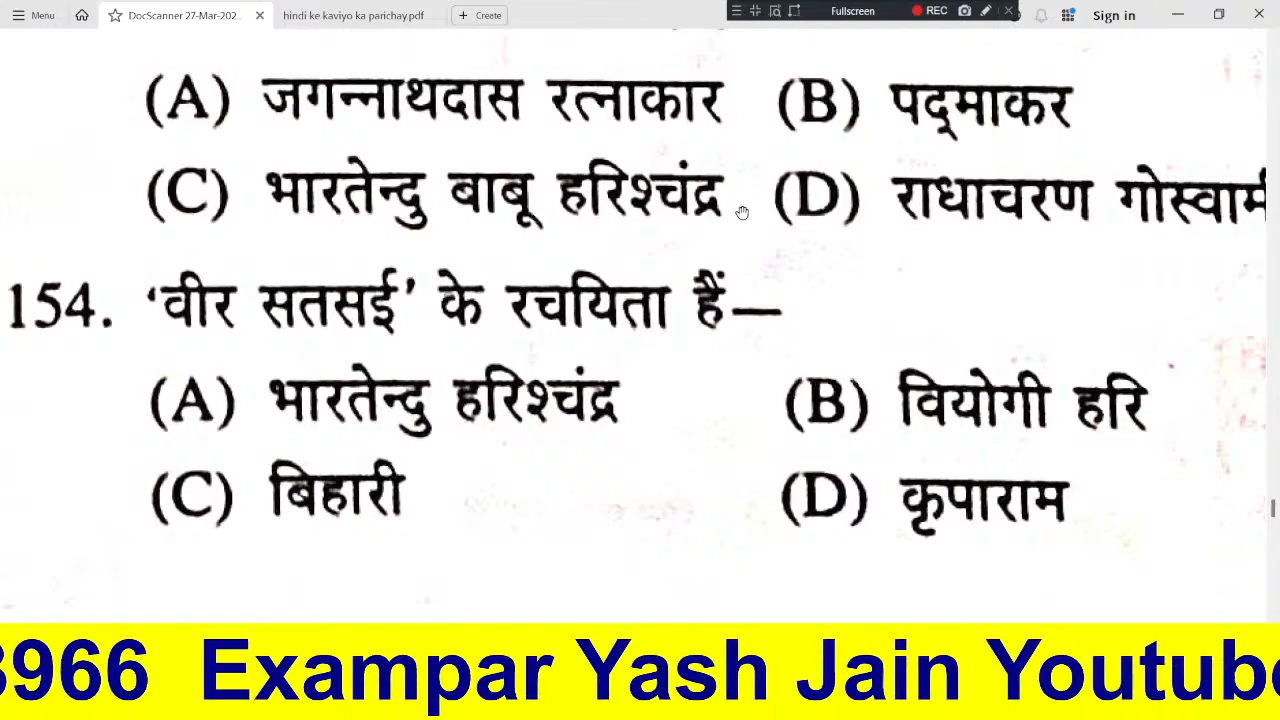 Menu DocScanner 27-Mar-202... hindi ke kaviyo ka parichay.pdf + Create Fullscreen REC Sign in
(A) जगन्नाथदास रत्नाकार (B) पद्‌माकर
(C) भारतेन्दु बाबू हरिश्चंद्र (D) राधाचरण गोस्वामी
154. ‘वीर सतसई’ के रचयिता हैं—
(A) भारतेन्दु हरिश्चंद्र (B) वियोगी हरि
(C) बिहारी (D) कृपाराम
3966 Exampar Yash Jain Youtube